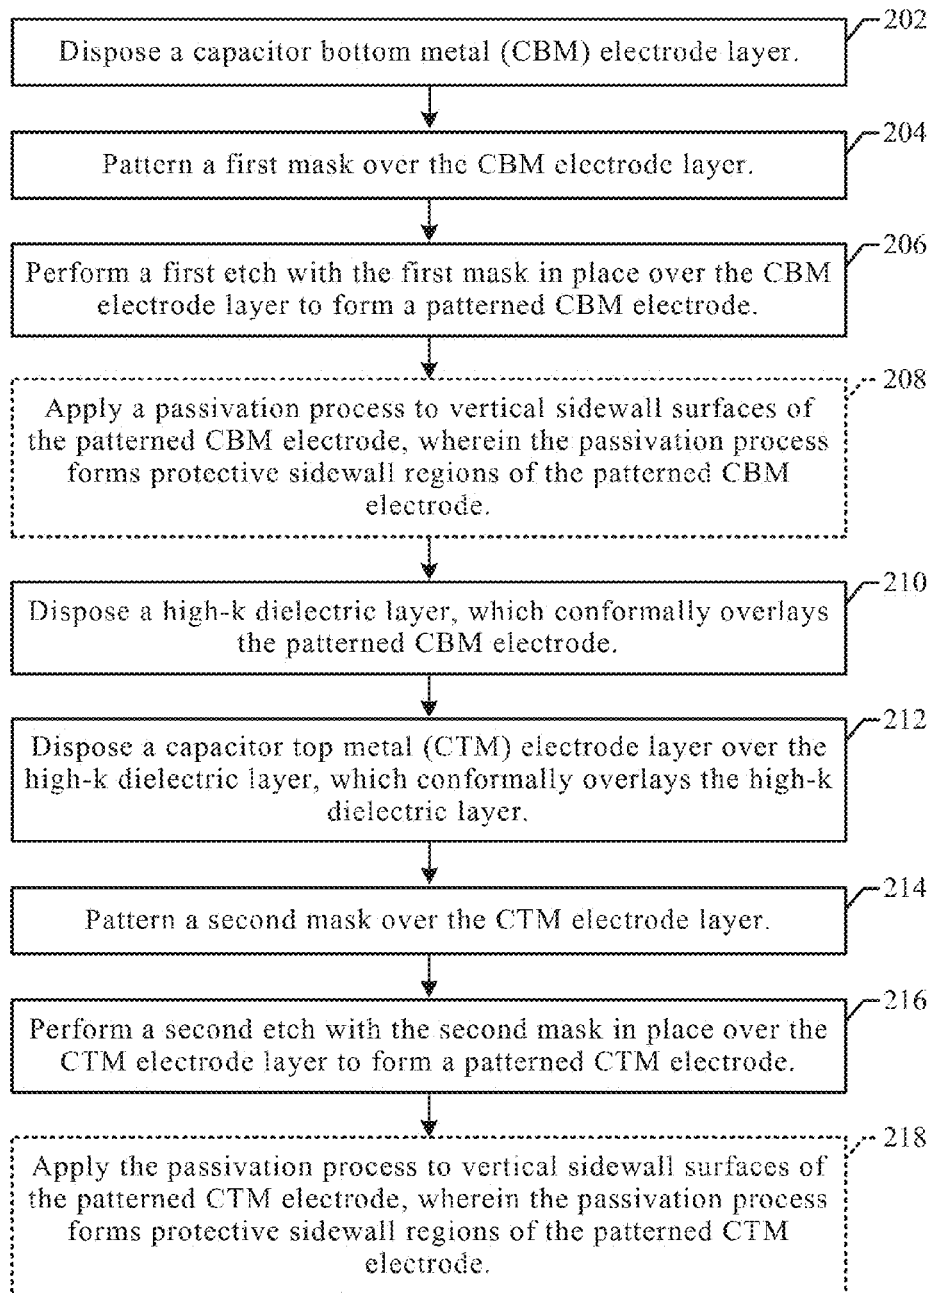 202
Dispose a capacitor bottom metal (CBM) electrode layer.
204
Pattern a first mask over the CBM electrode layer.
206
Perform a first etch with the first mask in place over the CBM
electrode layer to form a patterned CBM electrode.
208
Apply a passivation process to vertical sidewall surfaces of
the patterned CBM electrode, wherein the passivation process
forms protective sidewall regions of the patterned CBM
electrode.
210
Dispose a high-k dielectric layer, which conformally overlays
the patterned CBM electrode.
212
Dispose a capacitor top metal (CTM) electrode layer over the
high-k dielectric layer, which conformally overlays the high-k
dielectric layer.
214
Pattern a second mask over the CTM electrode layer.
216
Perform a second etch with the second mask in place over the
CTM electrode layer to form a patterned CTM electrode.
218
Apply the passivation process to vertical sidewall surfaces of
the patterned CTM electrode, wherein the passivation process
forms protective sidewall regions of the patterned CTM
electrode.